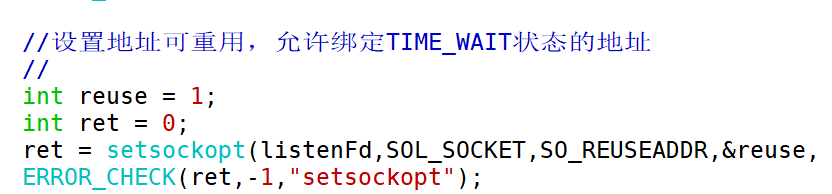 //设置地址可重用，允许绑定TIME_WAIT状态的地址
//
int reuse = 1;
int ret = 0;
ret = setsockopt(listenFd,SOL_SOCKET,SO_REUSEADDR,&reuse,
ERROR_CHECK(ret,-1,"setsockopt");